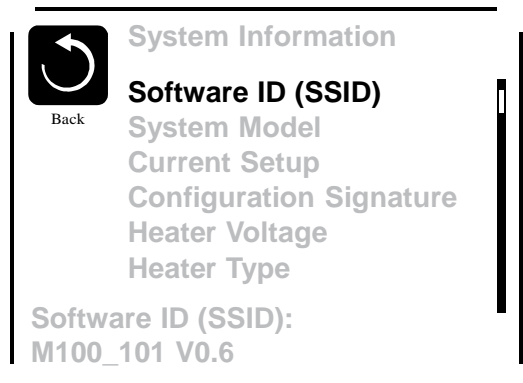 System Information
Back
Software ID (SSID)
System Model
Current Setup
Configuration Signature
Heater Voltage
Heater Type
Software ID (SSID):
M100_101 V0.6